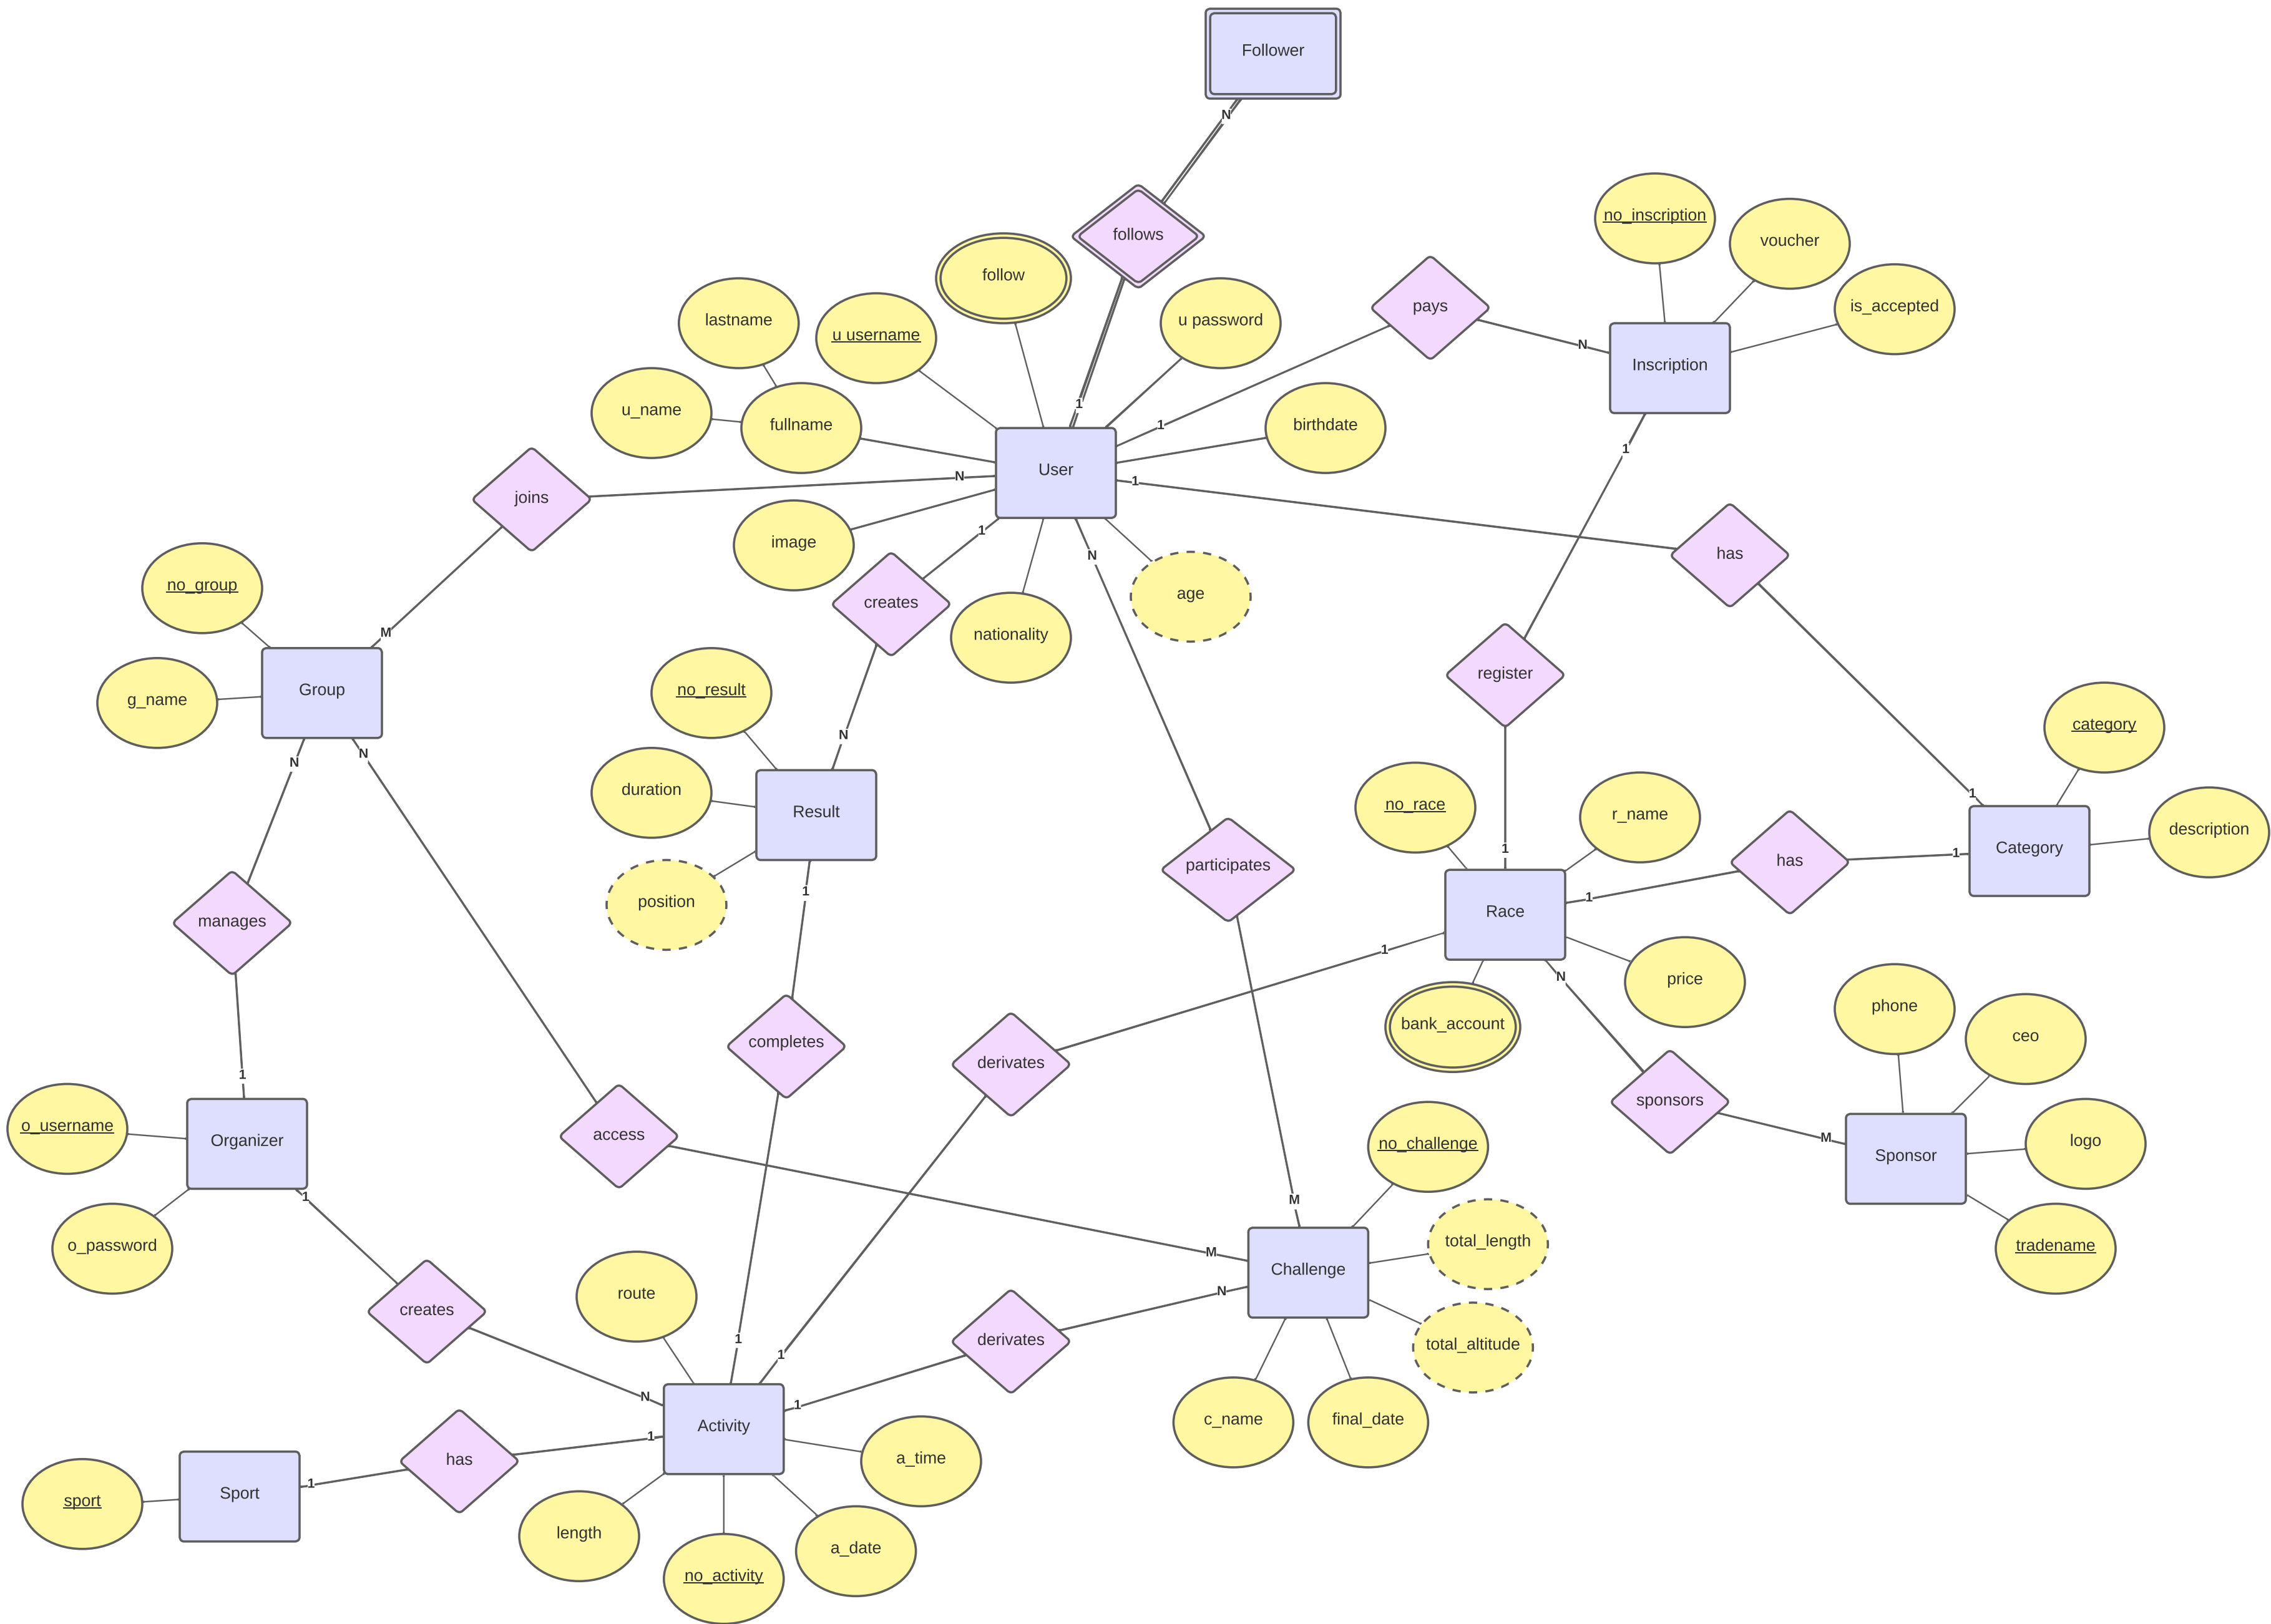 Follower
N
follows
no_inscription
voucher
is_accepted
follow
lastname
u username
u password
pays
1
N
Inscription
u_name
fullname
1
birthdate
1
User
joins
N
1
1
image
creates
1
N
has
nationality
age
no_group
M
Group
g_name
no_result
register
category
N
N
duration
Result
N
participates
no_race
r_name
1
1
Category
description
position
1
Race
1
has
1
manages
completes
derivates
1
bank_account
N
price
phone
ceo
1
access
sponsors
M
Sponsor
logo
tradename
o_username
Organizer
o_password
1
no_challenge
M
M
total_length
Challenge
total_altitude
N
c_name
final_date
creates
route
1
1
derivates
N
1
Activity
a_time
sport
Sport
1
has
1
length
no_activity
a_date